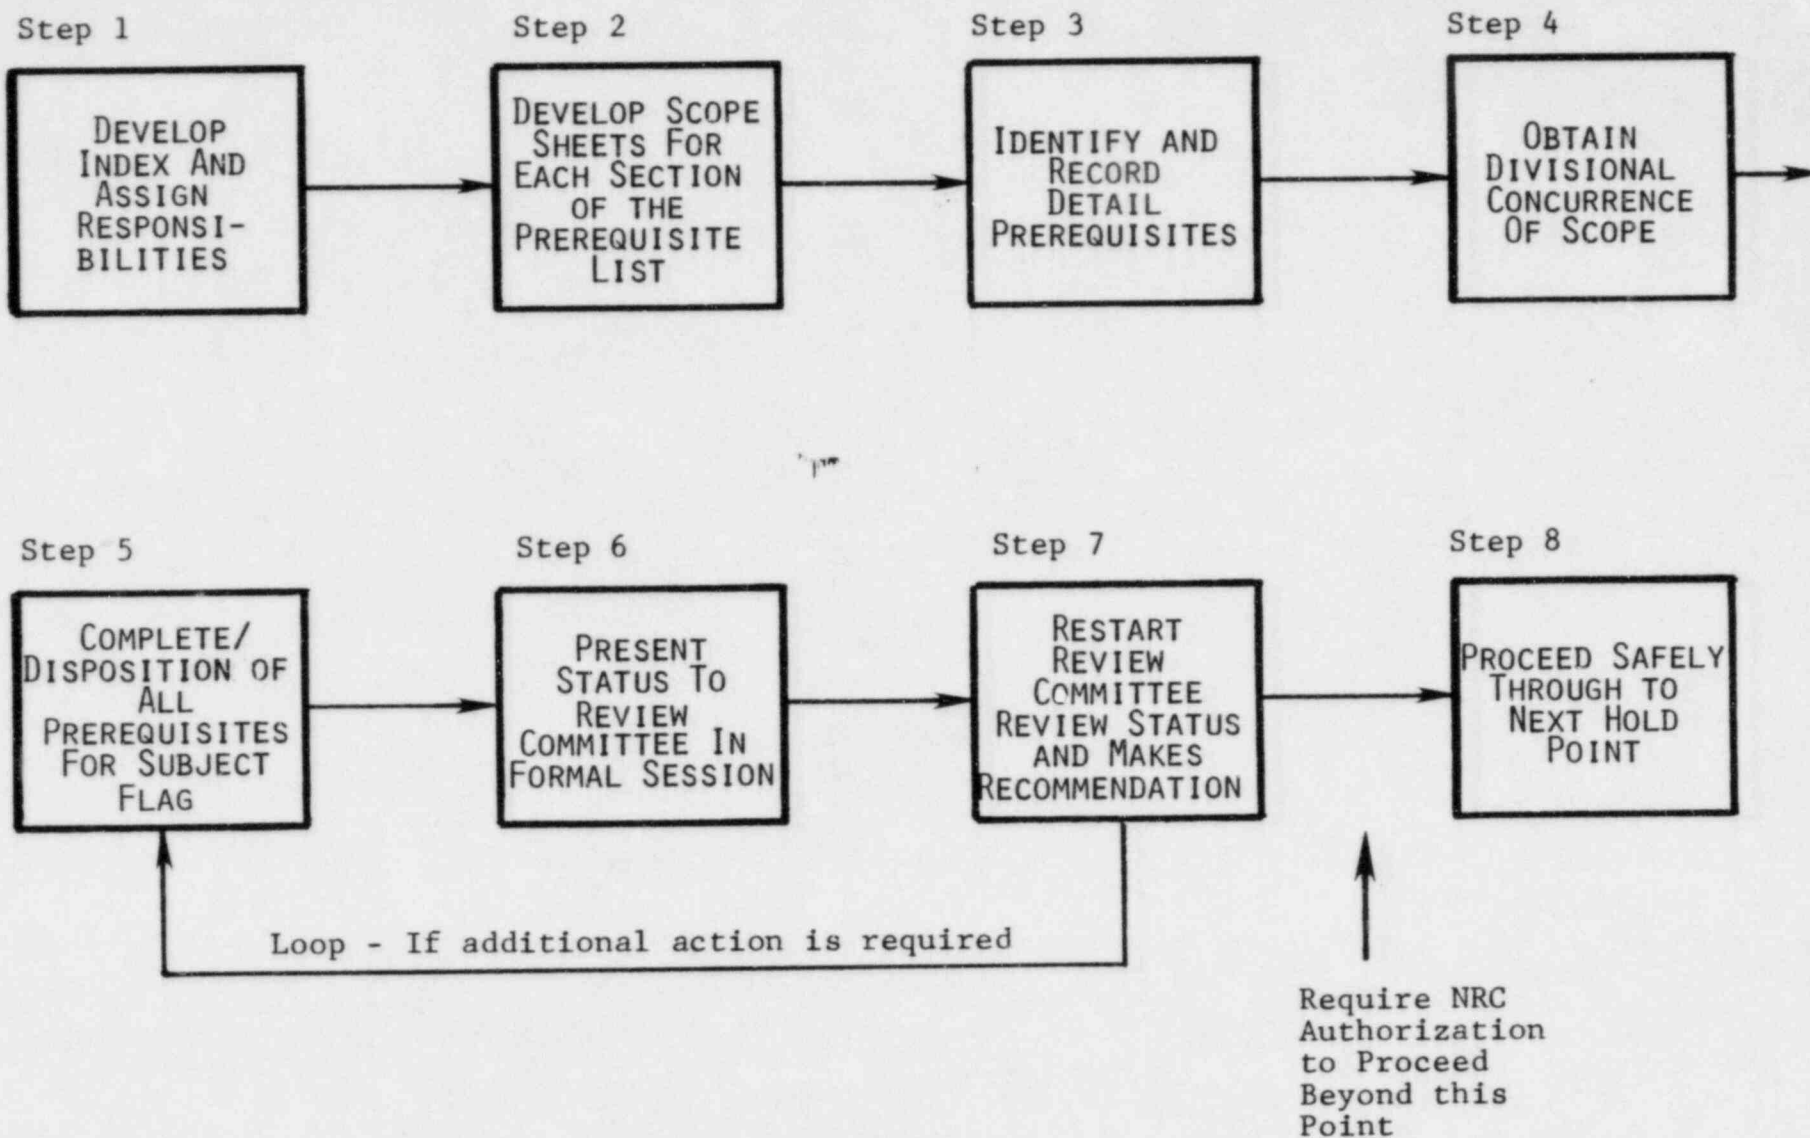 Step 1
DEVELOP
INDEX AND
ASSIGN
RESPONSI-
BILITIES
Step 2
DEVELOP SCOPE
SHEETS FOR
EACH SECTION
OF THE
PREREQUISITE
LIST
Step 3
IDENTIFY AND
RECORD
DETAIL
PREREQUISITES
Step 4
OBTAIN
DIVISIONAL
CONCURRENCE
OF SCOPE
Step 5
COMPLETE/
DISPOSITION OF
ALL
PREREQUISITES
FOR SUBJECT
FLAG
Step 6
PRESENT
STATUS TO
REVIEW
COMMITTEE IN
FORMAL SESSION
Step 7
RESTART
REVIEW
COMMITTEE
REVIEW STATUS
AND MAKES
RECOMMENDATION
Step 8
PROCEED SAFELY
THROUGH TO
NEXT HOLD
POINT
Loop - If additional action is required
Require NRC
Authorization
to Proceed
Beyond this
Point